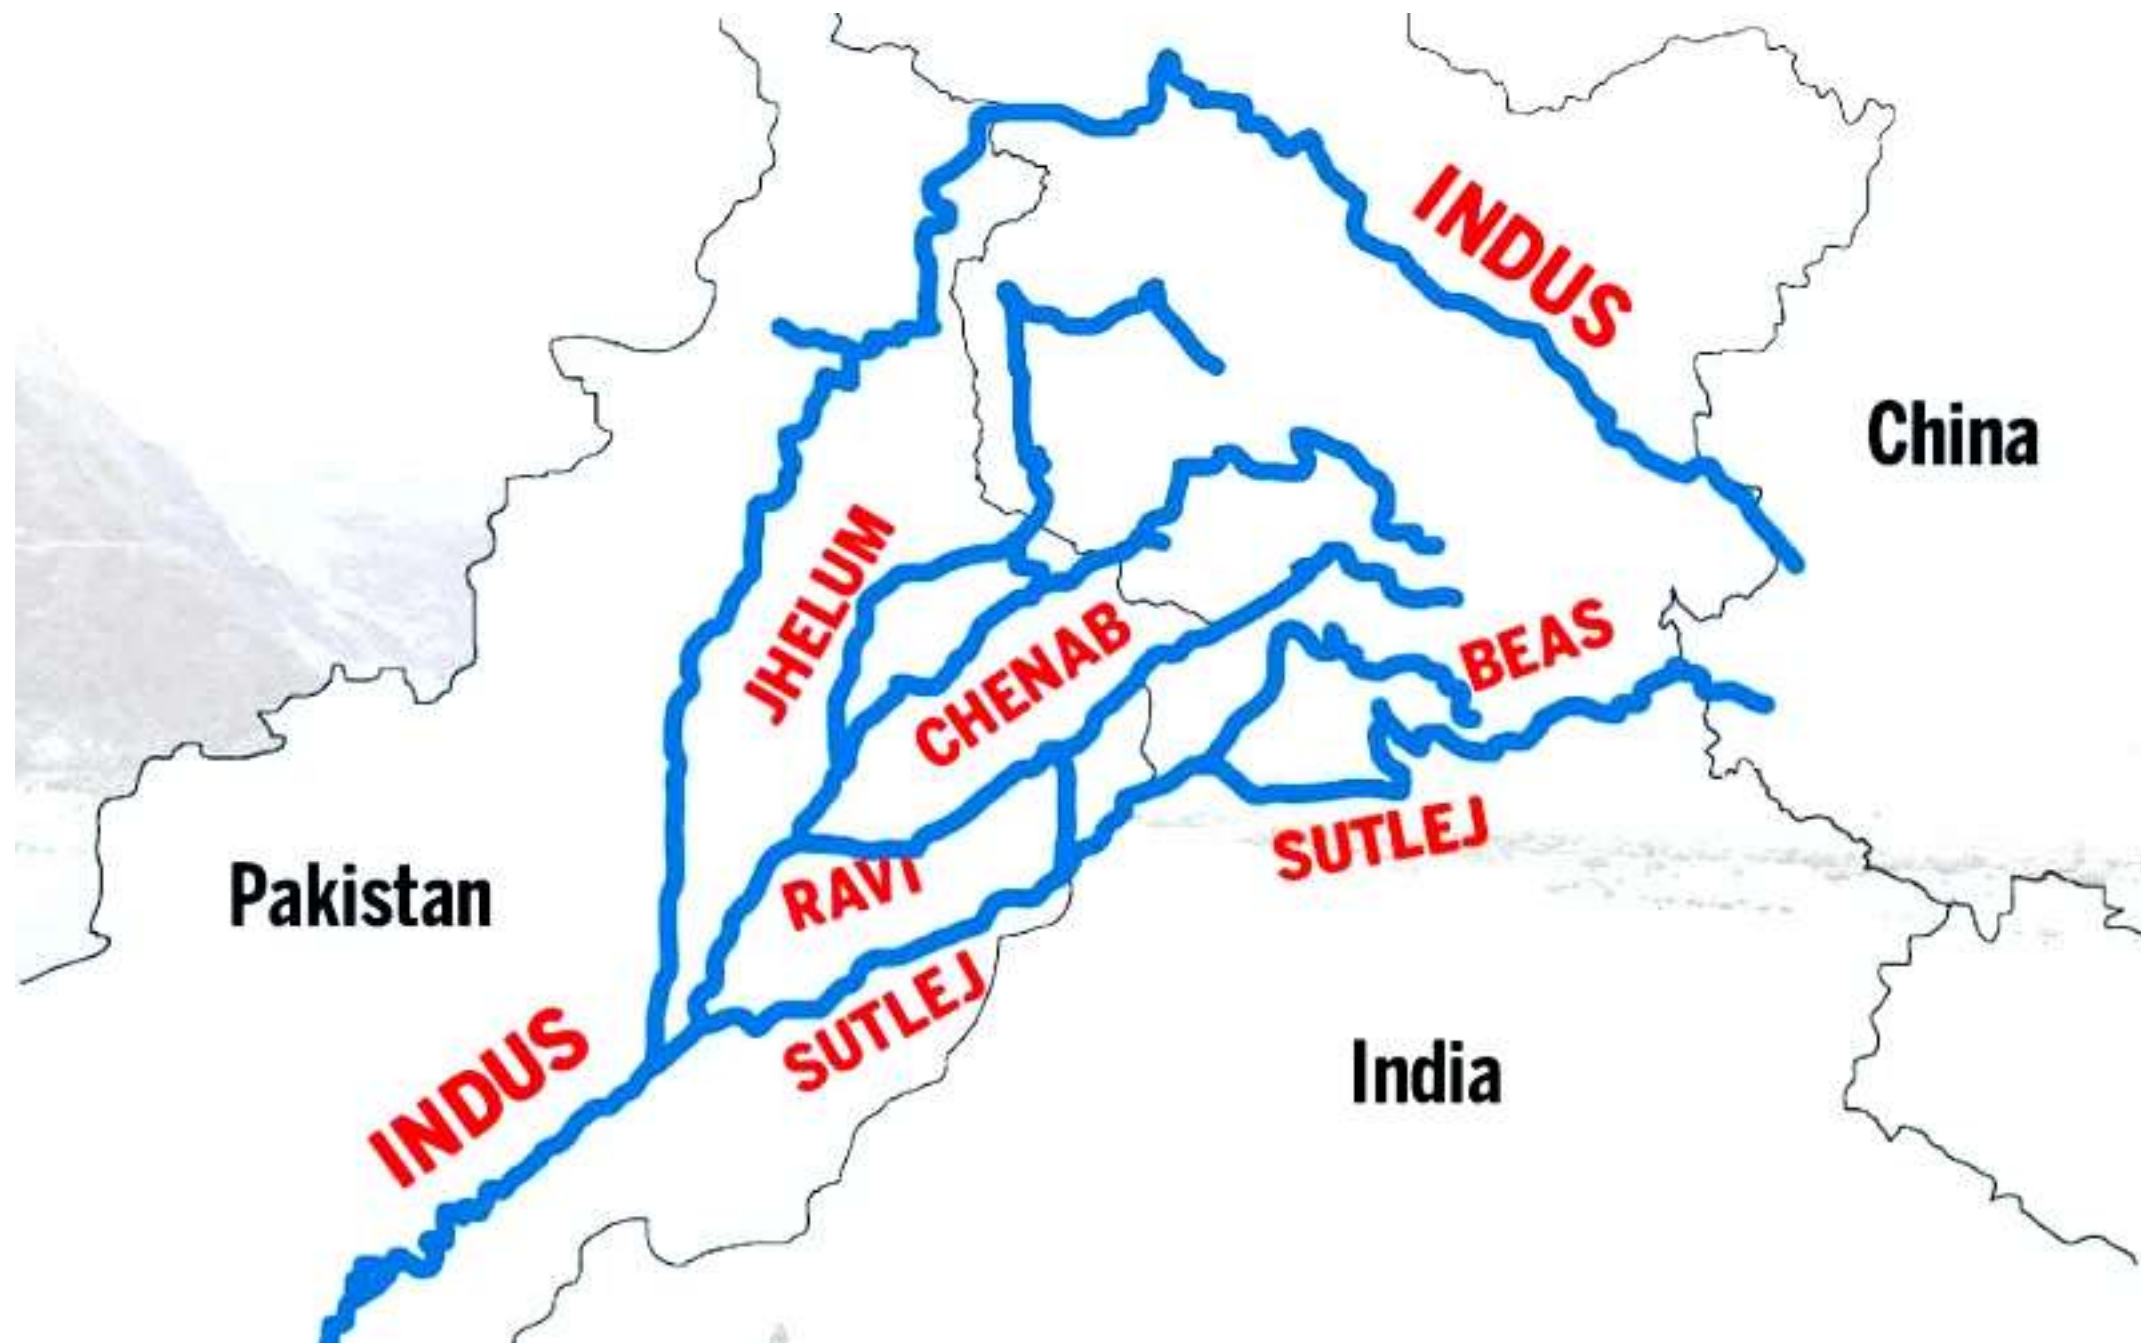 INDUS
China
JHELUM
CHENAB
BEAS
RAVI
SUTLEJ
Pakistan
SUTLEJ
INDUS
India